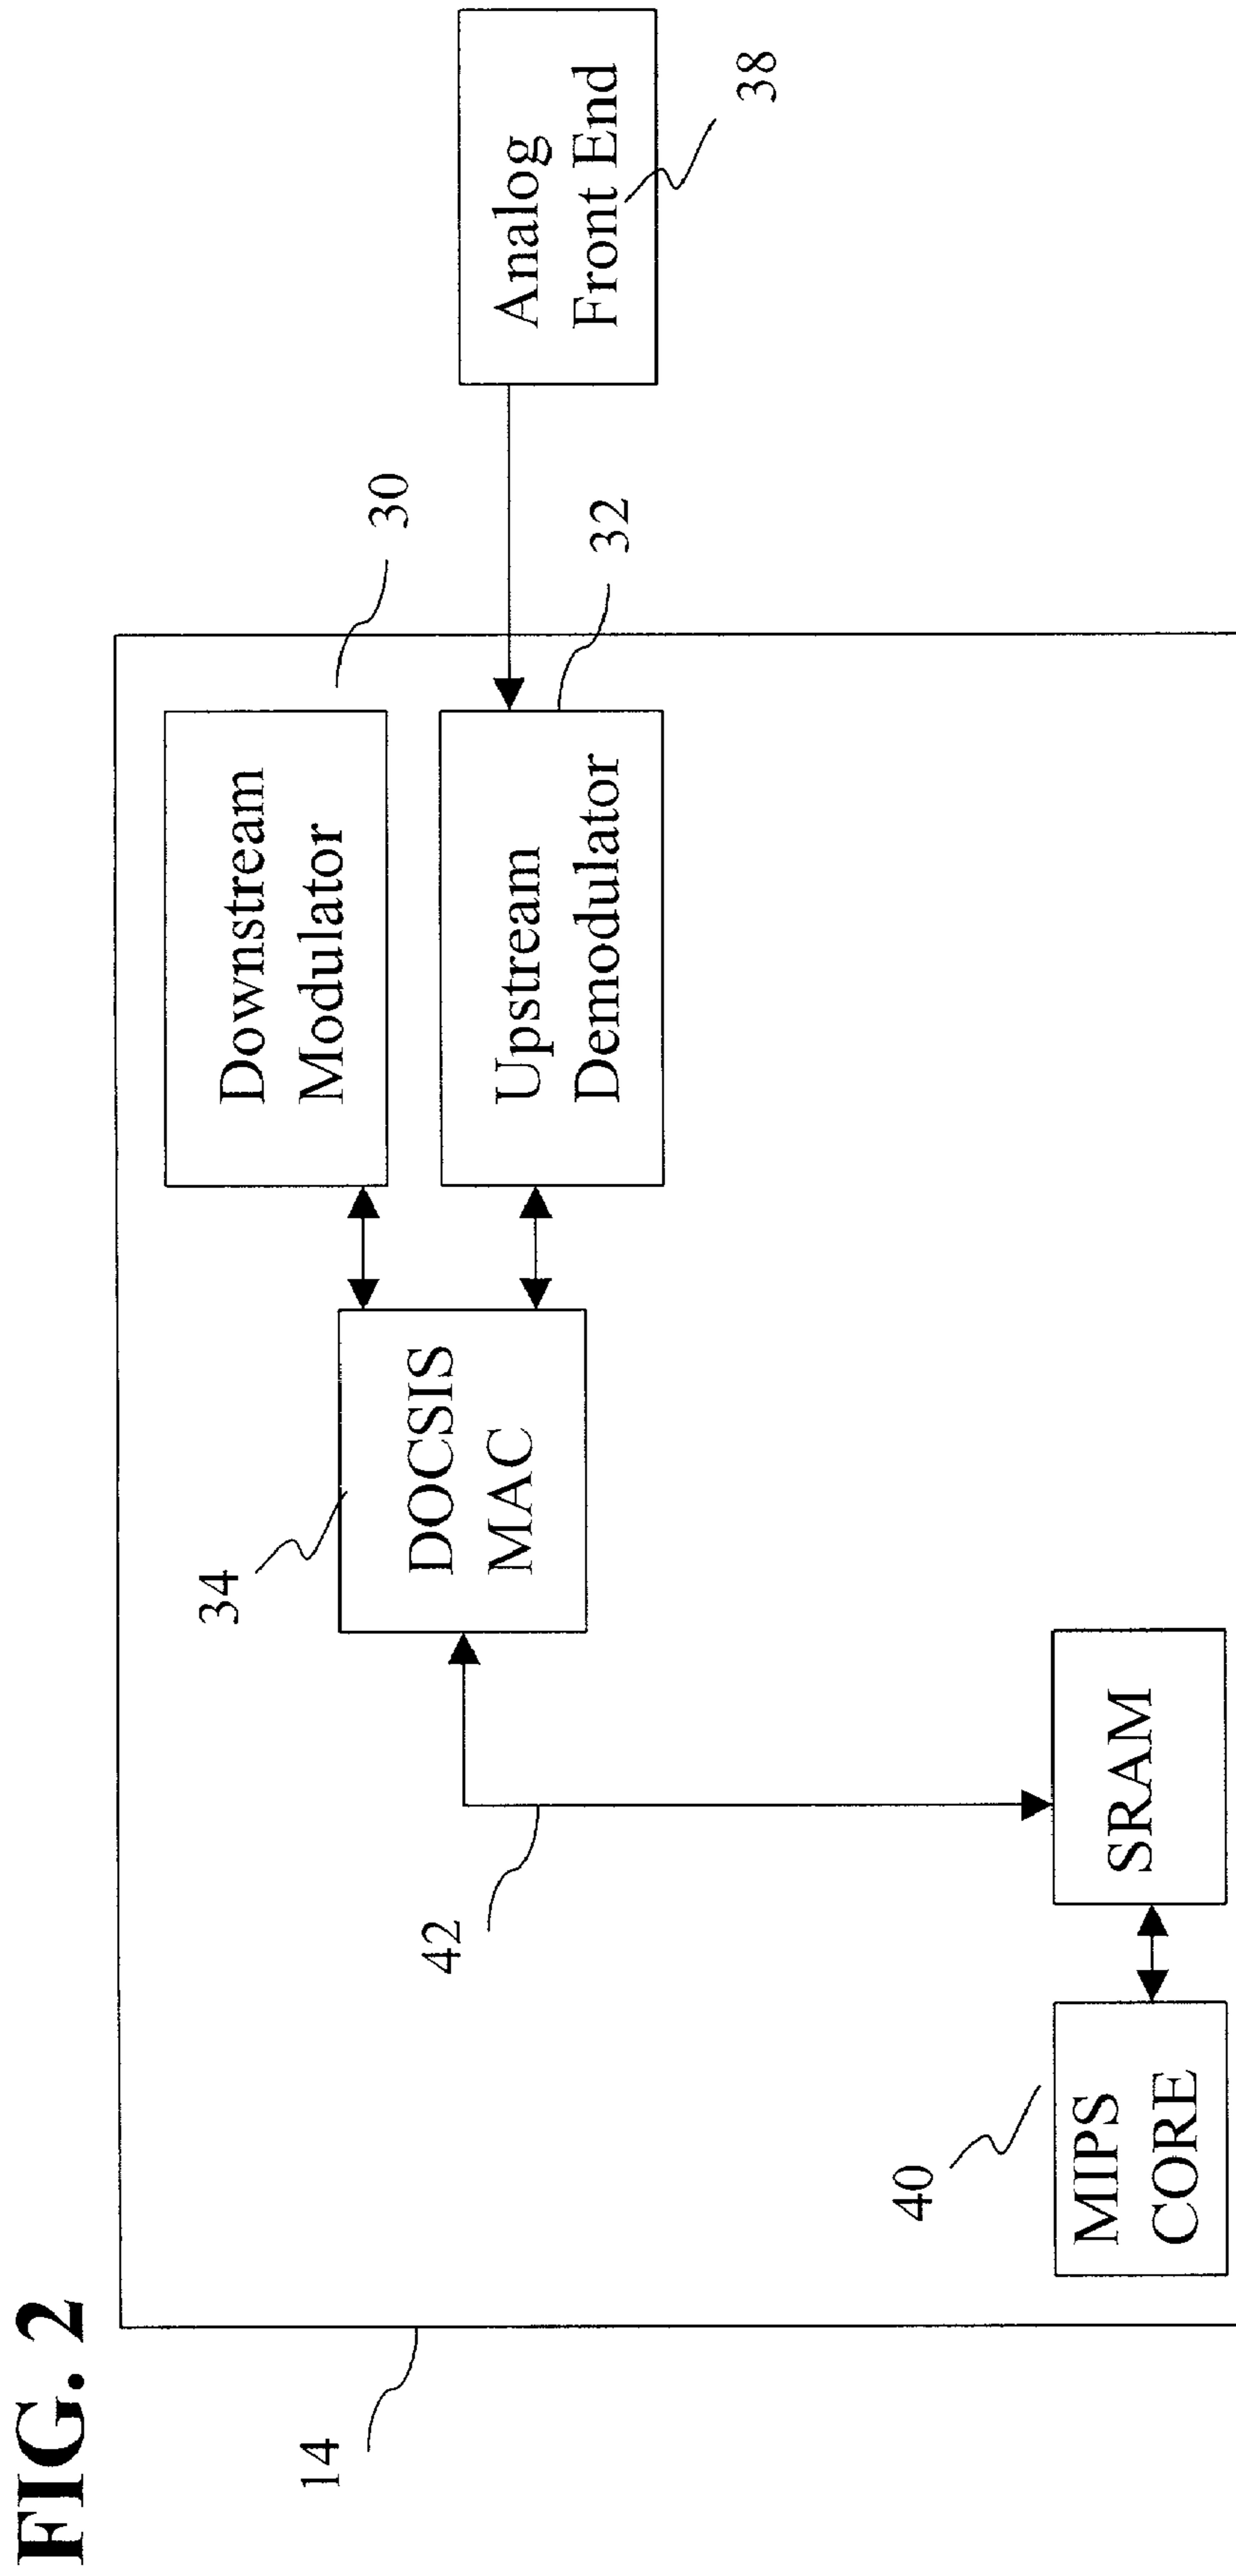 FIG. 2
14
34
30
Downstream
Modulator
DOCSIS
MAC
42
Upstream
Demodulator
32
Analog
Front End
38
40
MIPS
CORE
SRAM